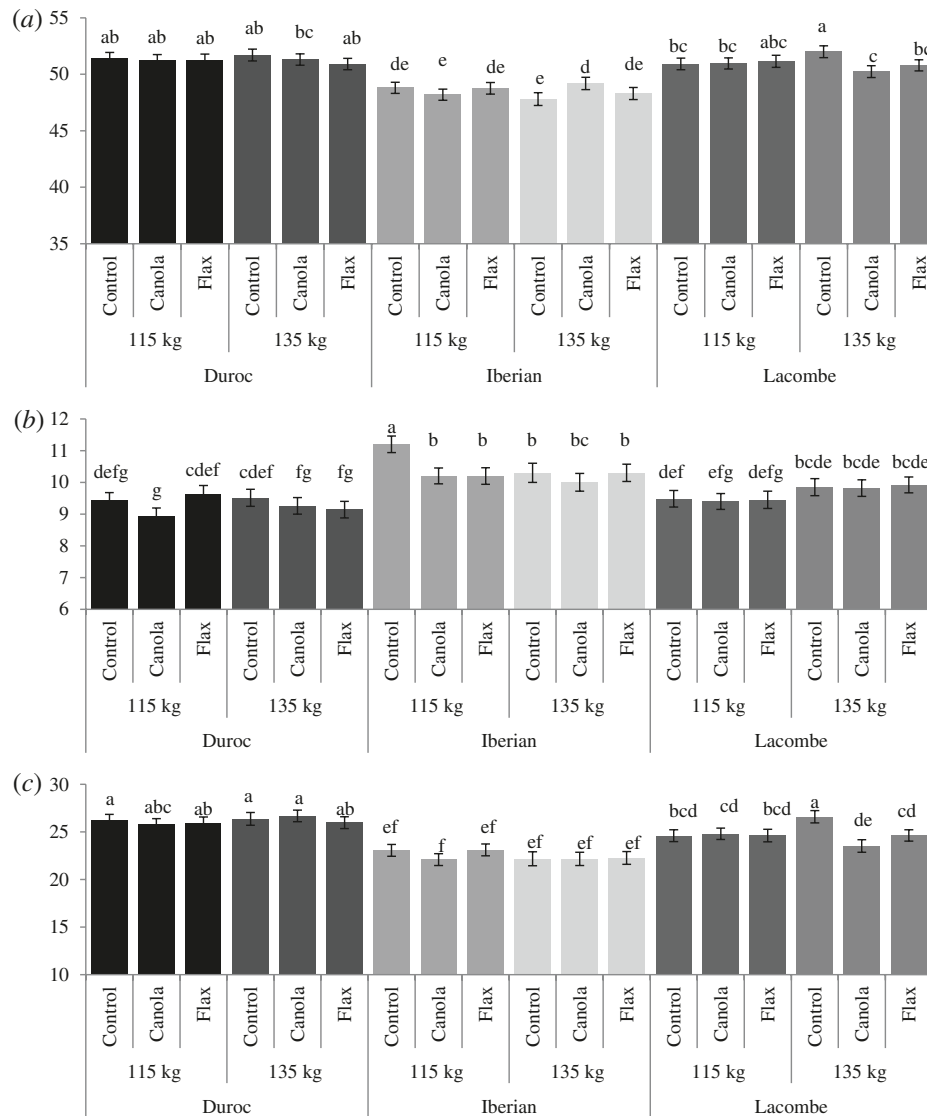 (a)
55
50
45
40
35
ab ab ab ab bc ab de e de e d de bc bc abc a c bc
Control Canola Flax Control Canola Flax Control Canola Flax Control Canola Flax Control Canola Flax Control Canola Flax
115 kg 135 kg 115 kg 135 kg 115 kg 135 kg
Duroc Iberian Lacombe
(b)
12
11
10
9
8
7
6
defg g cdef cdef fg fg a b b b bc b def efg defg bcde bcde bcde
Control Canola Flax Control Canola Flax Control Canola Flax Control Canola Flax Control Canola Flax Control Canola Flax
115 kg 135 kg 115 kg 135 kg 115 kg 135 kg
Duroc Iberian Lacombe
(c)
30
25
20
15
10
a abc ab a a ab ef f ef ef ef ef bcd cd bcd a de cd
Control Canola Flax Control Canola Flax Control Canola Flax Control Canola Flax Control Canola Flax Control Canola Flax
115 kg 135 kg 115 kg 135 kg 115 kg 135 kg
Duroc Iberian Lacombe